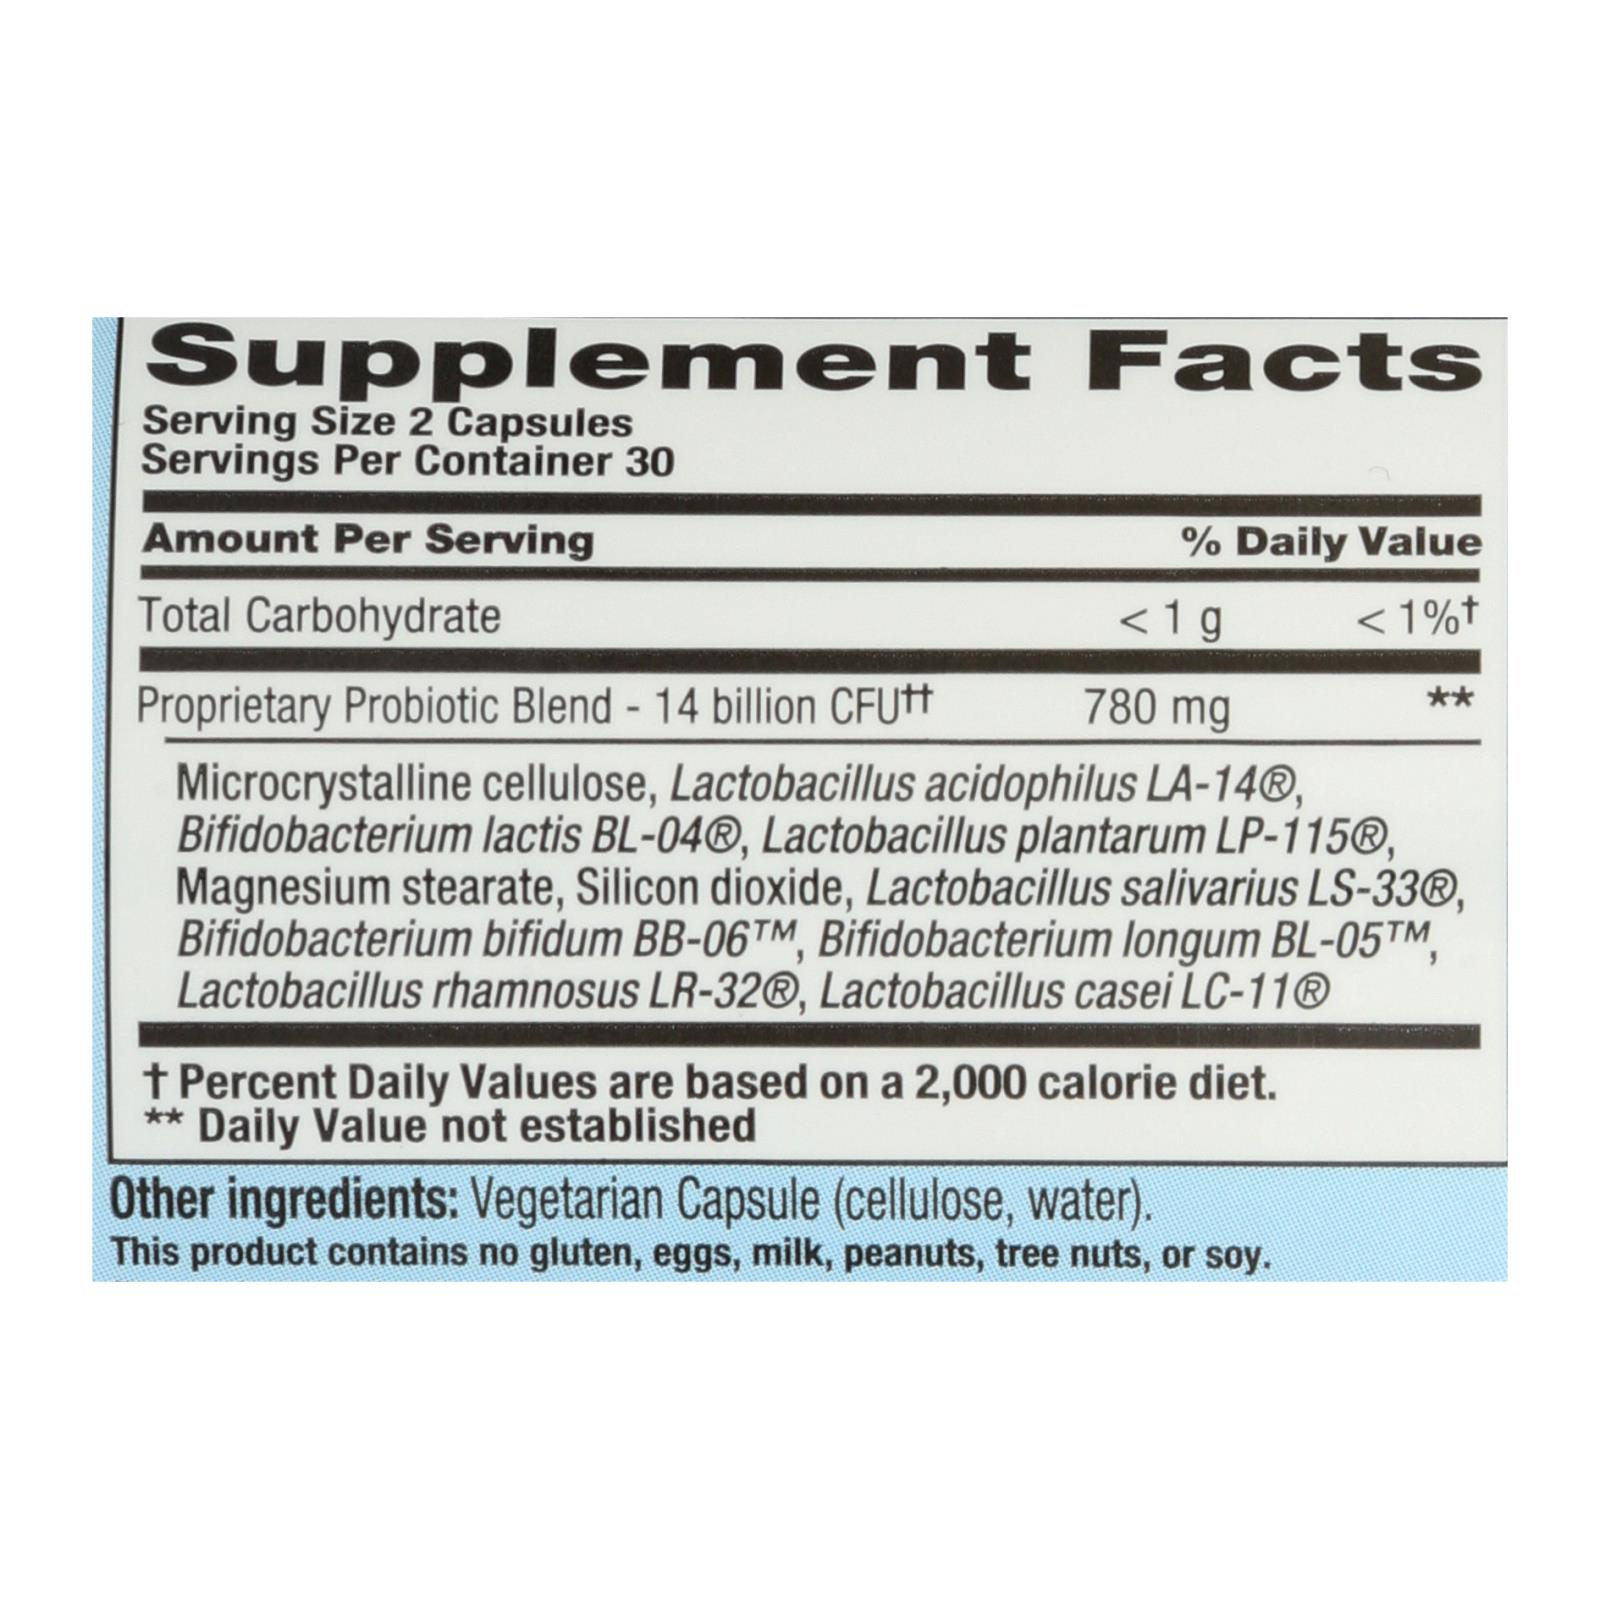 Supplement Facts
Serving Size 2 Capsules
Servings Per Container 30
Amount Per Serving % Daily Value
Total Carbohydrate < 1 g < 1%†
Proprietary Probiotic Blend - 14 billion CFU†† 780 mg **
Microcrystalline cellulose, Lactobacillus acidophilus LA-14®,
Bifidobacterium lactis BL-04®, Lactobacillus plantarum LP-115®,
Magnesium stearate, Silicon dioxide, Lactobacillus salivarius LS-33®,
Bifidobacterium bifidum BB-06™, Bifidobacterium longum BL-05™,
Lactobacillus rhamnosus LR-32®, Lactobacillus casei LC-11®
† Percent Daily Values are based on a 2,000 calorie diet.
** Daily Value not established
Other ingredients: Vegetarian Capsule (cellulose, water).
This product contains no gluten, eggs, milk, peanuts, tree nuts, or soy.